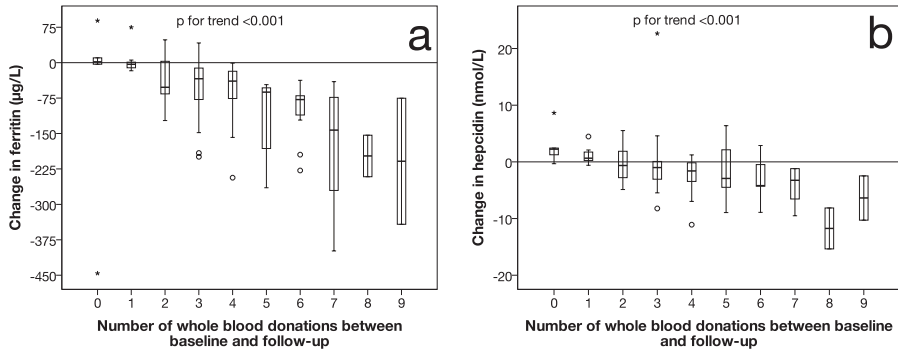 p for trend <0.001
a
75
0
-75
-150
-225
-300
-375
-450
Change in ferritin (µg/L)
0 1 2 3 4 5 6 7 8 9
Number of whole blood donations between
baseline and follow-up
p for trend <0.001
b
20
10
0
-10
-20
Change in hepcidin (nmol/L)
0 1 2 3 4 5 6 7 8 9
Number of whole blood donations between baseline
and follow-up